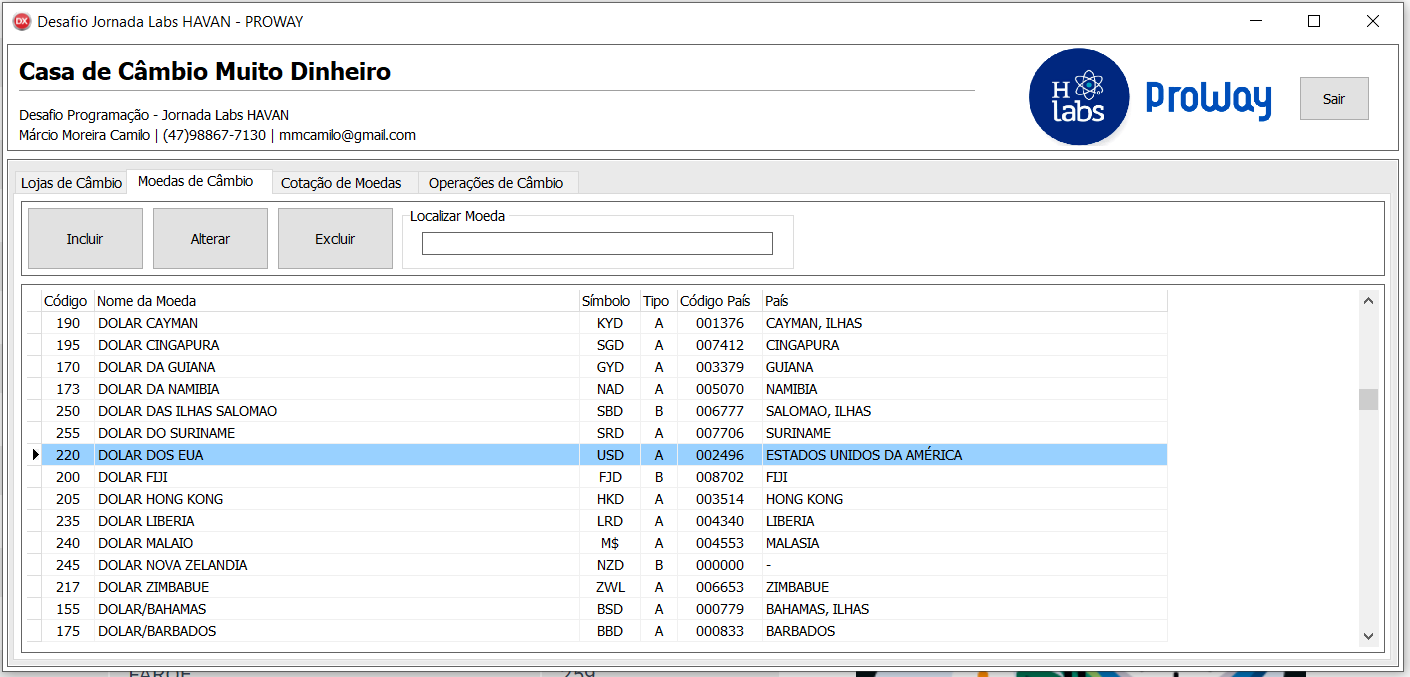 DX Desafio Jornada Labs HAVAN - PROWAY
Casa de Câmbio Muito Dinheiro
Desafio Programação - Jornada Labs HAVAN
Márcio Moreira Camilo | (47)98867-7130 | mmcamilo@gmail.com
H labs
ProWay
Sair
Lojas de Câmbio Moedas de Câmbio Cotação de Moedas Operações de Câmbio
Incluir Alterar Excluir Localizar Moeda
Código Nome da Moeda Símbolo Tipo Código País País
190 DOLAR CAYMAN KYD A 001376 CAYMAN, ILHAS
195 DOLAR CINGAPURA SGD A 007412 CINGAPURA
170 DOLAR DA GUIANA GYD A 003379 GUIANA
173 DOLAR DA NAMIBIA NAD A 005070 NAMIBIA
250 DOLAR DAS ILHAS SALOMAO SBD B 006777 SALOMAO, ILHAS
255 DOLAR DO SURINAME SRD A 007706 SURINAME
220 DOLAR DOS EUA USD A 002496 ESTADOS UNIDOS DA AMÉRICA
200 DOLAR FIJI FJD B 008702 FIJI
205 DOLAR HONG KONG HKD A 003514 HONG KONG
235 DOLAR LIBERIA LRD A 004340 LIBERIA
240 DOLAR MALAIO M$ A 004553 MALASIA
245 DOLAR NOVA ZELANDIA NZD B 000000 -
217 DOLAR ZIMBABUE ZWL A 006653 ZIMBABUE
155 DOLAR/BAHAMAS BSD A 000779 BAHAMAS, ILHAS
175 DOLAR/BARBADOS BBD A 000833 BARBADOS